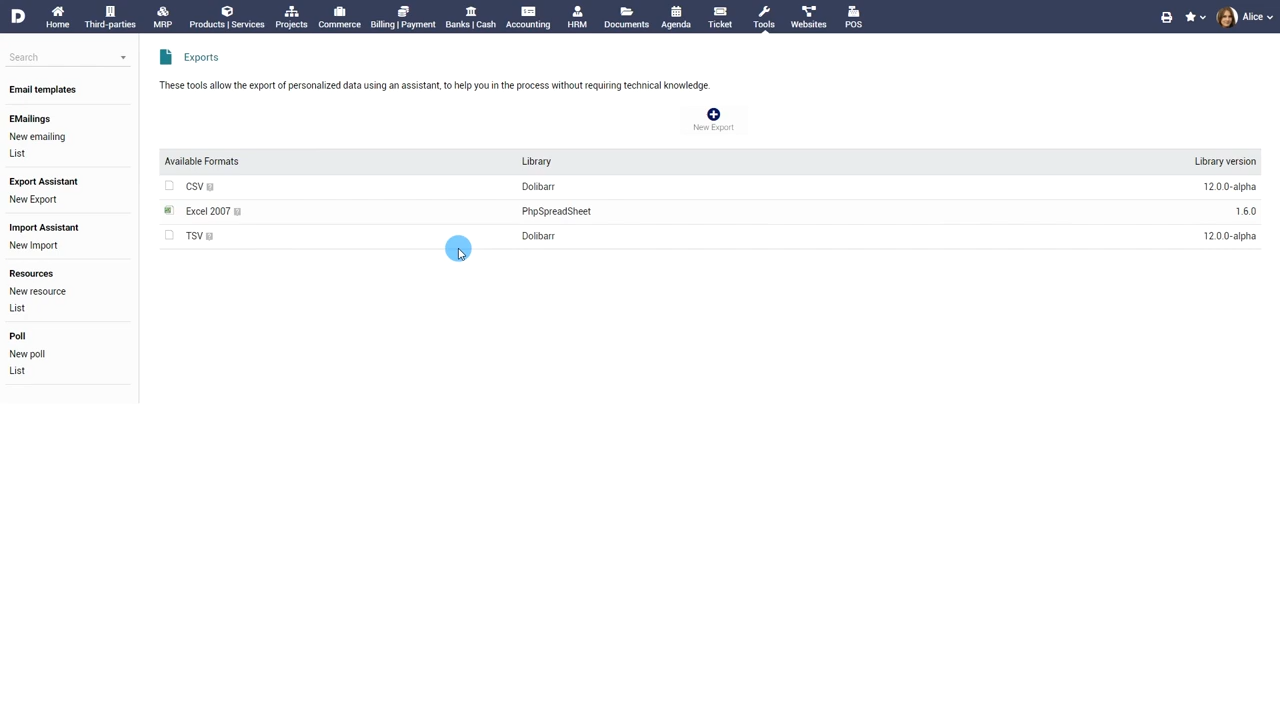 D
Home
Third-parties
MRP
Products | Services
Projects
Commerce
Billing | Payment
Banks | Cash
Accounting
HRM
Documents
Agenda
Ticket
Tools
Websites
POS
Alice
Search
Email templates
EMailings
New emailing
List
Export Assistant
New Export
Import Assistant
New Import
Resources
New resource
List
Poll
New poll
List
Exports
These tools allow the export of personalized data using an assistant, to help you in the process without requiring technical knowledge.
New Export
Available Formats Library Library version
CSV Dolibarr 12.0.0-alpha
Excel 2007 PhpSpreadSheet 1.6.0
TSV Dolibarr 12.0.0-alpha